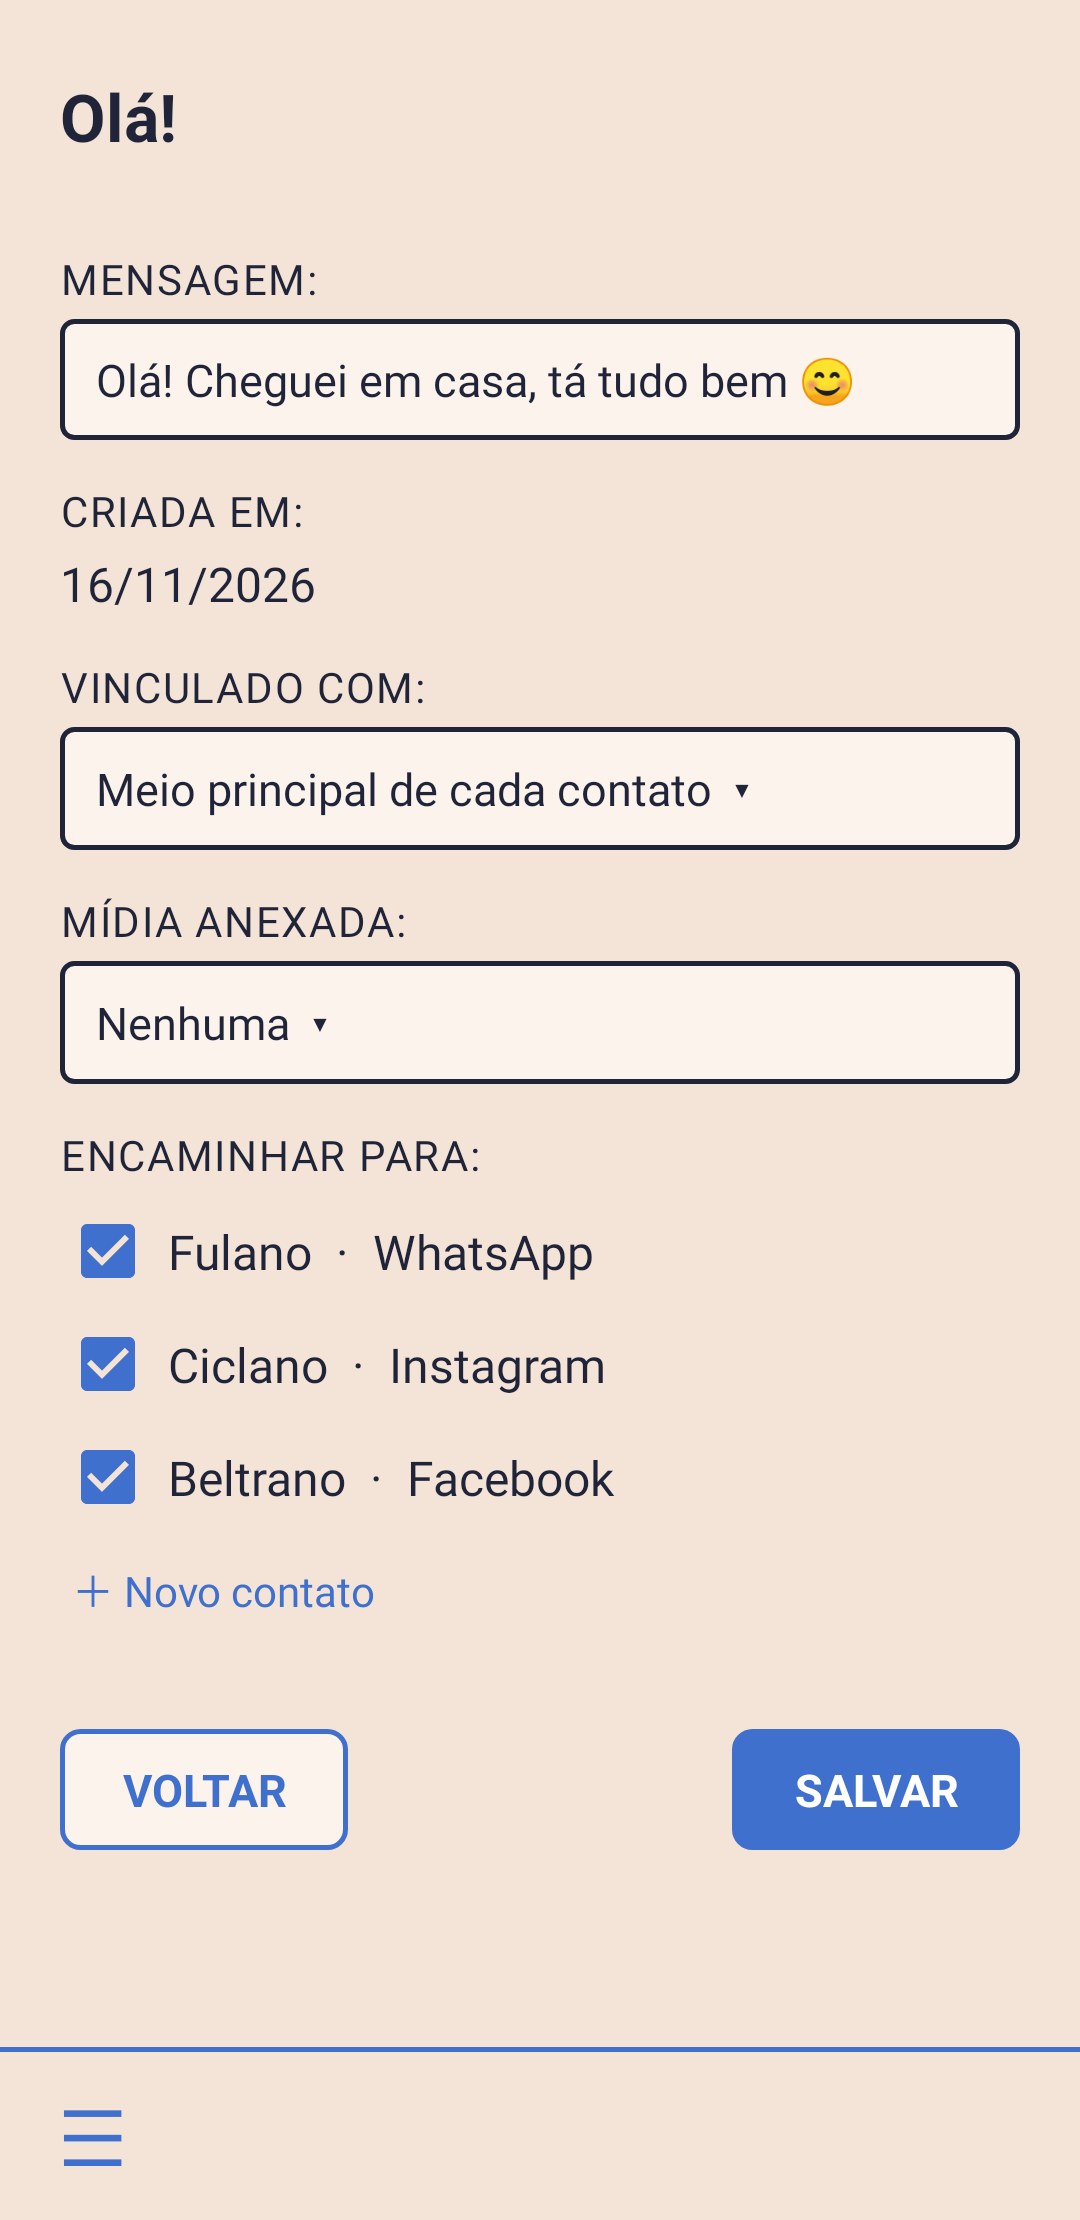 Olá!
MENSAGEM:
Olá! Cheguei em casa, tá tudo bem 😊
CRIADA EM:
16/11/2026
VINCULADO COM:
Meio principal de cada contato ▾
MÍDIA ANEXADA:
Nenhuma ▾
ENCAMINHAR PARA:
Fulano · WhatsApp
Ciclano · Instagram
Beltrano · Facebook
+ Novo contato
VOLTAR
SALVAR